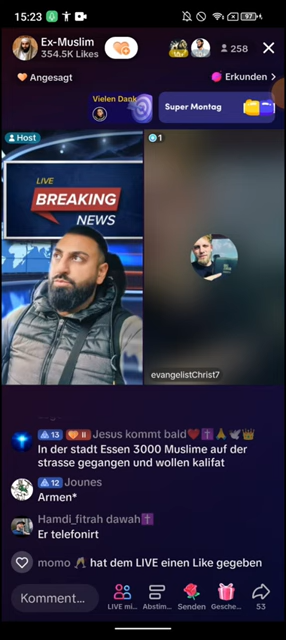 15:23
97
Ex-Muslim
354.5K Likes
258
Angesagt
Erkunden >
Vielen Dank
Super Montag
Host
1
LIVE
BREAKING
NEWS
evangelistChrist7
13 II Jesus kommt bald❤️✝️🙏🕊️👑
In der stadt Essen 3000 Muslime auf der
strasse gegangen und wollen kalifat
12 Jounes
Armen*
Hamdi_fitrah dawah✝️
Er telefonirt
momo 🥂 hat dem LIVE einen Like gegeben
Komment...
LIVE mi...
Abstim...
Senden
Gesche...
53